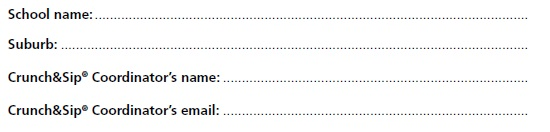 School name: ................................................................................................................
Suburb: .........................................................................................................................
Crunch&Sip® Coordinator’s name: .................................................................................
Crunch&Sip® Coordinator’s email: .................................................................................